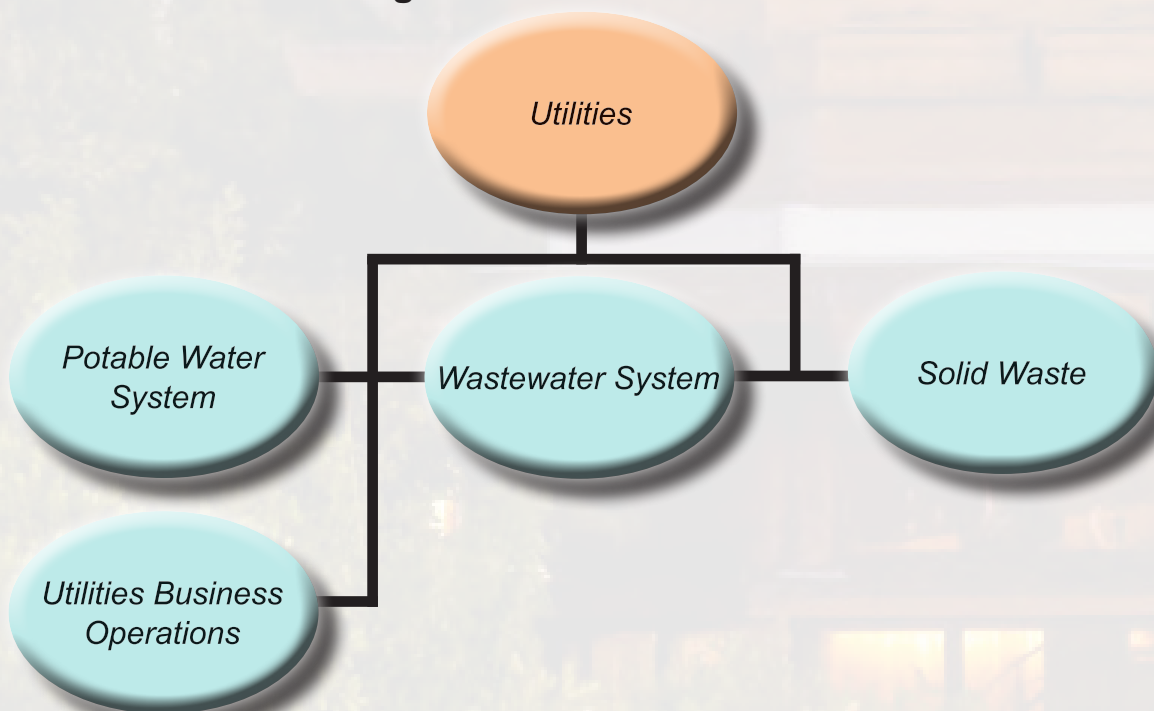 Utilities
Potable Water
System
Wastewater System
Solid Waste
Utilities Business
Operations